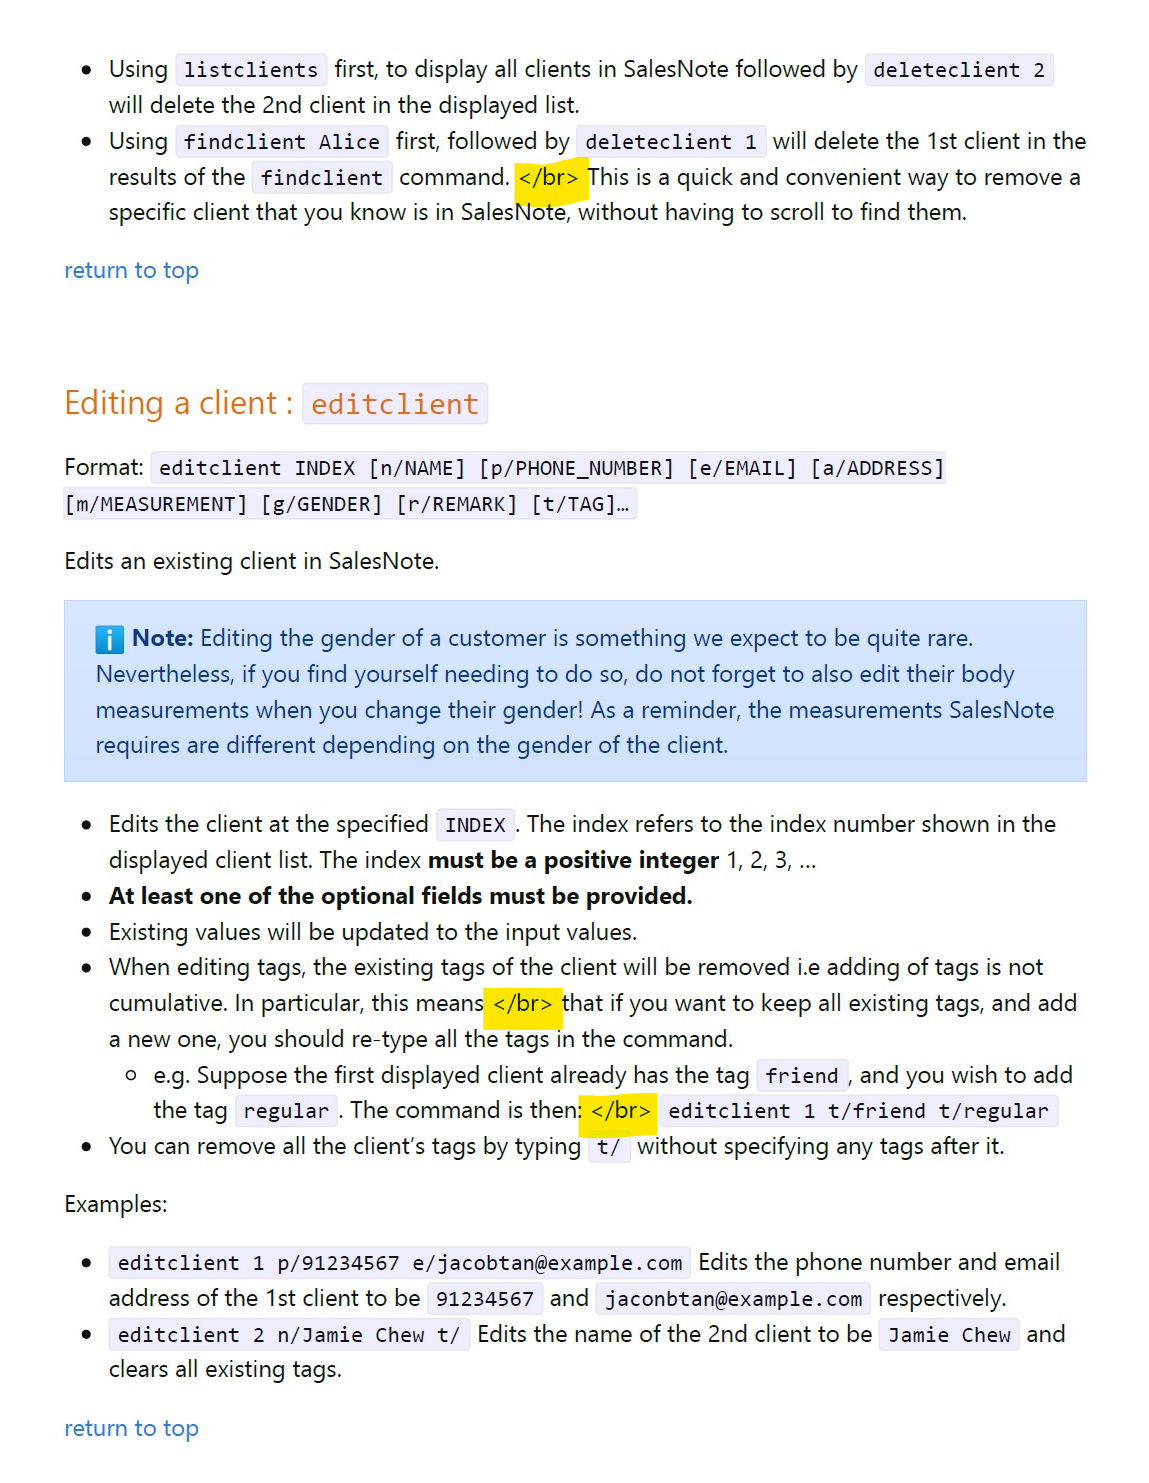 Using listclients first, to display all clients in SalesNote followed by deleteclient 2
will delete the 2nd client in the displayed list.
Using findclient Alice first, followed by deleteclient 1 will delete the 1st client in the
results of the findclient command. </br> This is a quick and convenient way to remove a
specific client that you know is in SalesNote, without having to scroll to find them.
return to top
Editing a client : editclient
Format: editclient INDEX [n/NAME] [p/PHONE_NUMBER] [e/EMAIL] [a/ADDRESS]
[m/MEASUREMENT] [g/GENDER] [r/REMARK] [t/TAG]…
Edits an existing client in SalesNote.
Note: Editing the gender of a customer is something we expect to be quite rare.
Nevertheless, if you find yourself needing to do so, do not forget to also edit their body
measurements when you change their gender! As a reminder, the measurements SalesNote
requires are different depending on the gender of the client.
Edits the client at the specified INDEX . The index refers to the index number shown in the
displayed client list. The index must be a positive integer 1, 2, 3, …
At least one of the optional fields must be provided.
Existing values will be updated to the input values.
When editing tags, the existing tags of the client will be removed i.e adding of tags is not
cumulative. In particular, this means </br> that if you want to keep all existing tags, and add
a new one, you should re-type all the tags in the command.
e.g. Suppose the first displayed client already has the tag friend , and you wish to add
the tag regular . The command is then: </br> editclient 1 t/friend t/regular
You can remove all the client’s tags by typing t/ without specifying any tags after it.
Examples:
editclient 1 p/91234567 e/jacobtan@example.com Edits the phone number and email
address of the 1st client to be 91234567 and jaconbtan@example.com respectively.
editclient 2 n/Jamie Chew t/ Edits the name of the 2nd client to be Jamie Chew and
clears all existing tags.
return to top